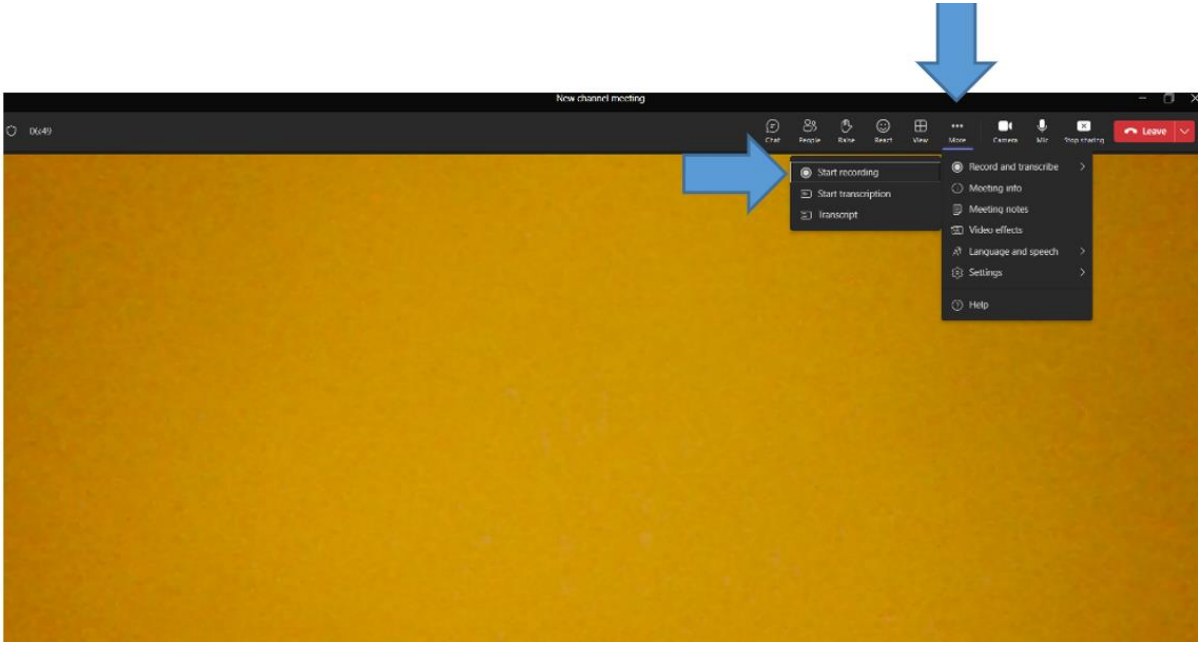 New channel meeting
06:49
Chat People Raise React View More Camera Mic Stop sharing Leave
Start recording
Start transcription
Transcript
Record and transcribe
Meeting info
Meeting notes
Video effects
Language and speech
Settings
Help